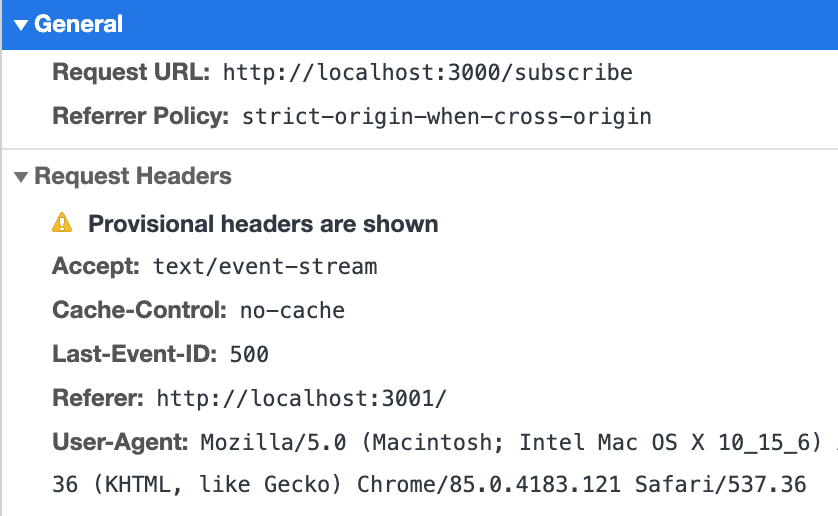 General
Request URL: http://localhost:3000/subscribe
Referrer Policy: strict-origin-when-cross-origin
Request Headers
Provisional headers are shown
Accept: text/event-stream
Cache-Control: no-cache
Last-Event-ID: 500
Referer: http://localhost:3001/
User-Agent: Mozilla/5.0 (Macintosh; Intel Mac OS X 10_15_6)
36 (KHTML, like Gecko) Chrome/85.0.4183.121 Safari/537.36